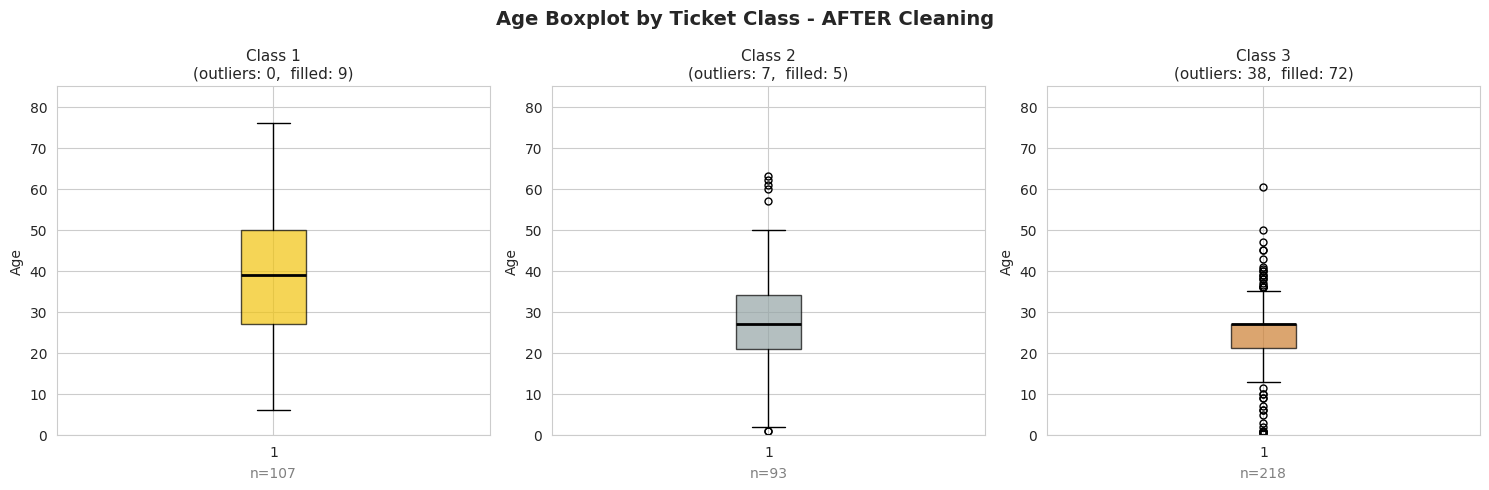 Age Boxplot by Ticket Class - AFTER Cleaning
Class 1
(outliers: 0,  filled: 9)
80
70
60
50
40
30
20
10
0
Age
1
n=107
Class 2
(outliers: 7,  filled: 5)
80
70
60
50
40
30
20
10
0
Age
1
n=93
Class 3
(outliers: 38,  filled: 72)
80
70
60
50
40
30
20
10
0
Age
1
n=218